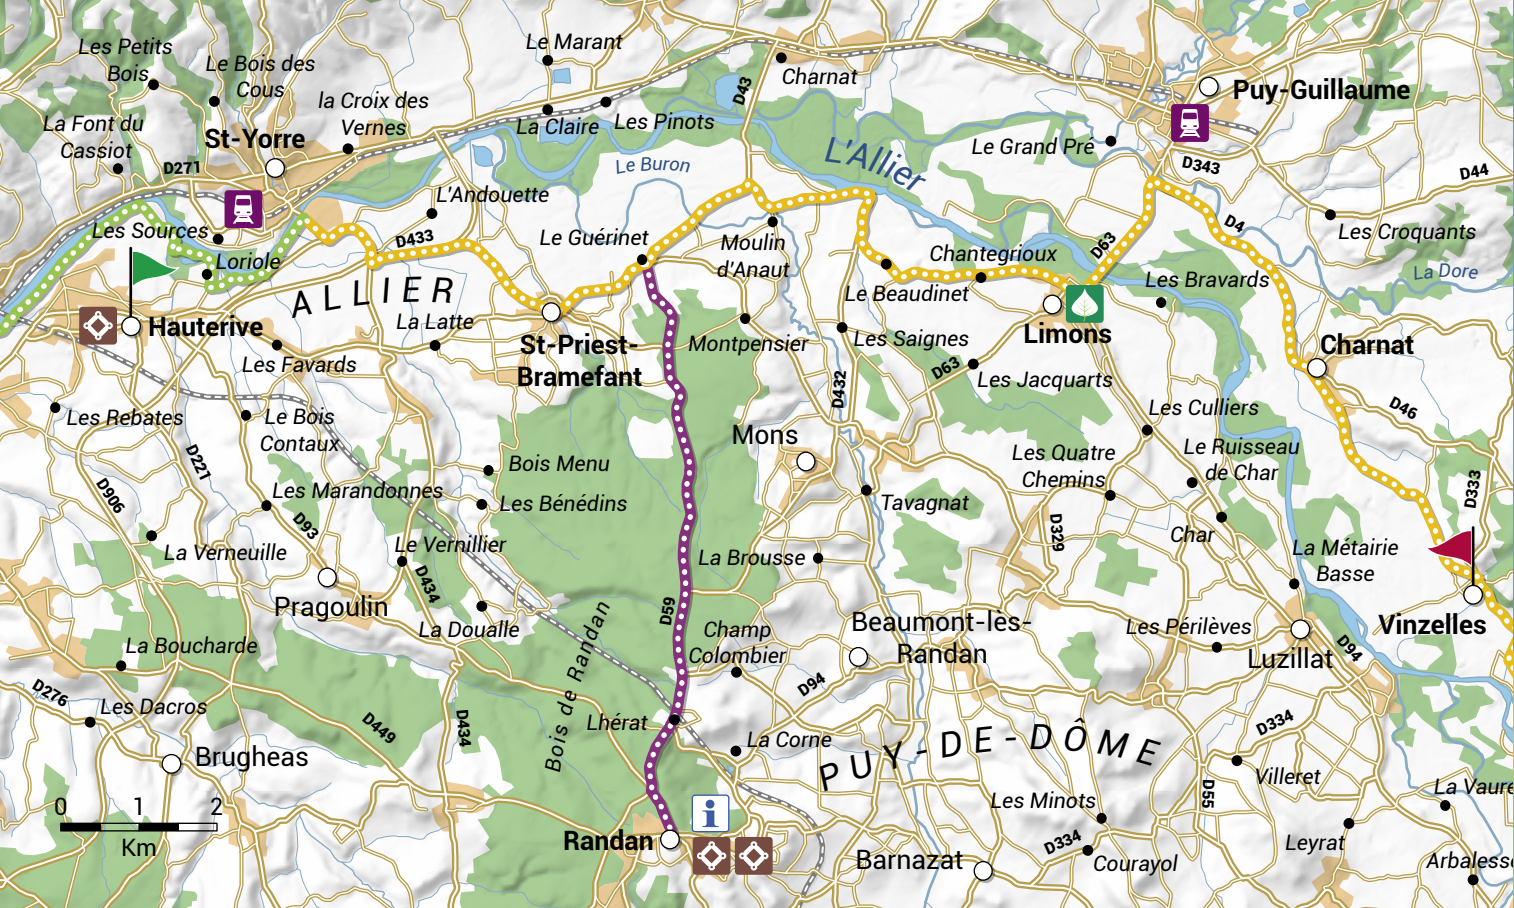 Les Petits
Bois
Le Bois des
Cous
Le Marant
D43
Charnat
Puy-Guillaume
la Croix des
Vernes
La Font du
Cassiot
St-Yorre
La Claire
Les Pinots
Le Grand Pré
L'Allier
D271
Le Buron
D343
D44
L'Andouette
Les Sources
D433
Le Guérinet
Moulin
d'Anaut
D4
Les Croquants
D63
Chantegrioux
Loriole
La Dore
Les Bravards
Le Beaudinet
ALLIER
Hauterive
La Latte
Limons
St-Priest-
Bramefant
Montpensier
Les Saignes
Charnat
Les Favards
D63
Les Jacquarts
D432
D46
Les Rebates
Le Bois
Contaux
Les Culliers
Mons
Le Ruisseau
de Char
Les Quatre
Chemins
D221
Bois Menu
D906
Les Marandonnes
Les Bénédins
Tavagnat
D333
D93
D329
Char
La Verneuille
Le Vernillier
La Brousse
La Métairie
Basse
D434
Pragoulin
D59
La Doualle
Champ
Colombier
Beaumont-lès-
Randan
Les Périlèves
Vinzelles
La Boucharde
Bois de Randan
D94
Luzillat
D94
D276
Les Dacros
D449
D434
Lhérat
La Corne
PUY-DE-DÔME
D334
Brugheas
Villeret
D55
La Vaure
0 1 2
Km
Les Minots
i
Randan
D334
Leyrat
Barnazat
Courayol
Arbaless